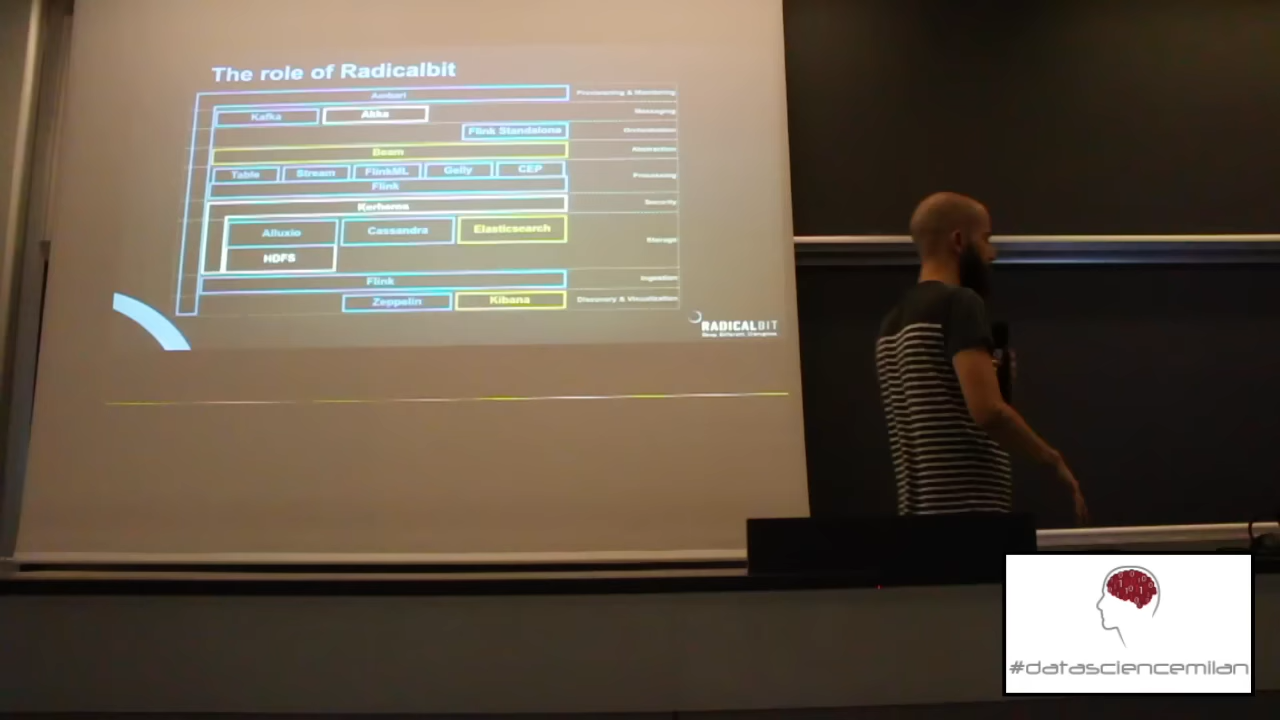 The role of Radicalbit
Ambari Provisioning & Monitoring
Kafka Akka Messaging
Flink Standalone Orchestration
Beam Abstraction
Table Stream FlinkML Gelly CEP Processing
Flink
Kerberos Security
Alluxio Cassandra Elasticsearch Storage
HDFS
Flink Ingestion
Zeppelin Kibana Discovery & Visualization
RADICALBIT
#datasciencemilan